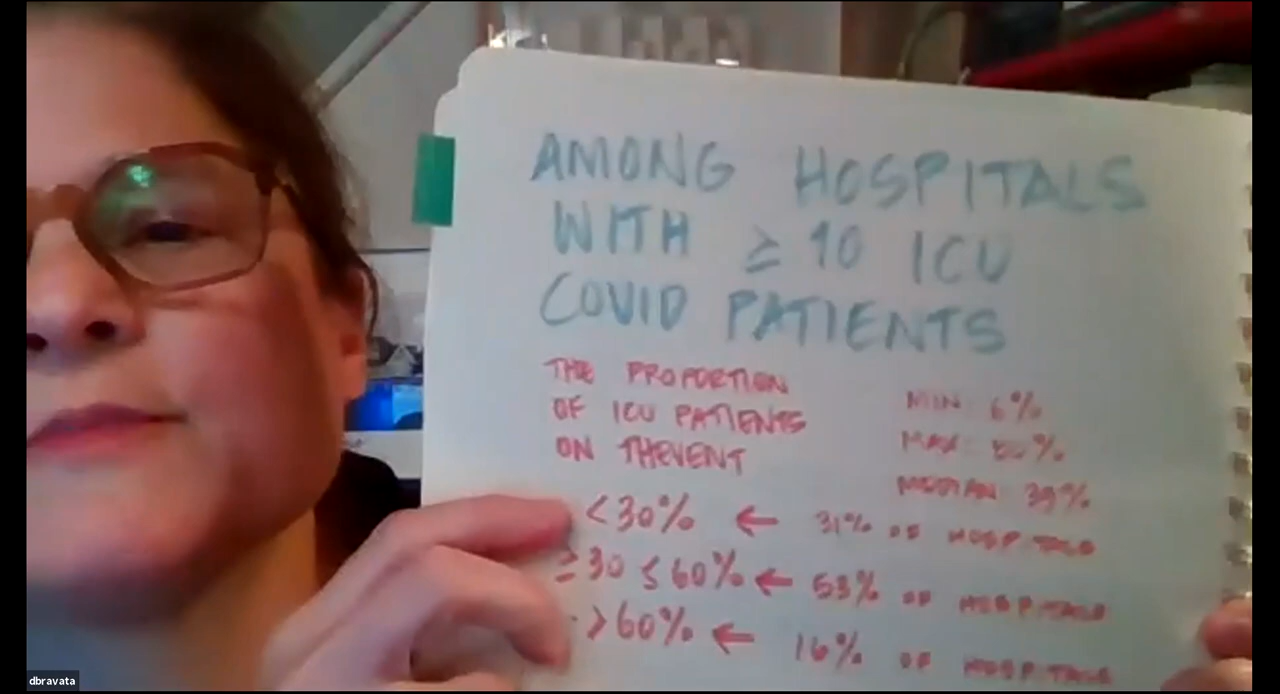 AMONG HOSPITALS
WITH ≥ 10 ICU
COVID PATIENTS
THE PROPORTION
OF ICU PATIENTS
ON THEVENT
MIN: 6%
MAX:
MEDIAN 39%
<30% ← 31% OF HOSPITALS
≥30 ≤ 60% ← 53% OF HOSPITALS
>60% ← 16% OF HOSPITALS
dbravata